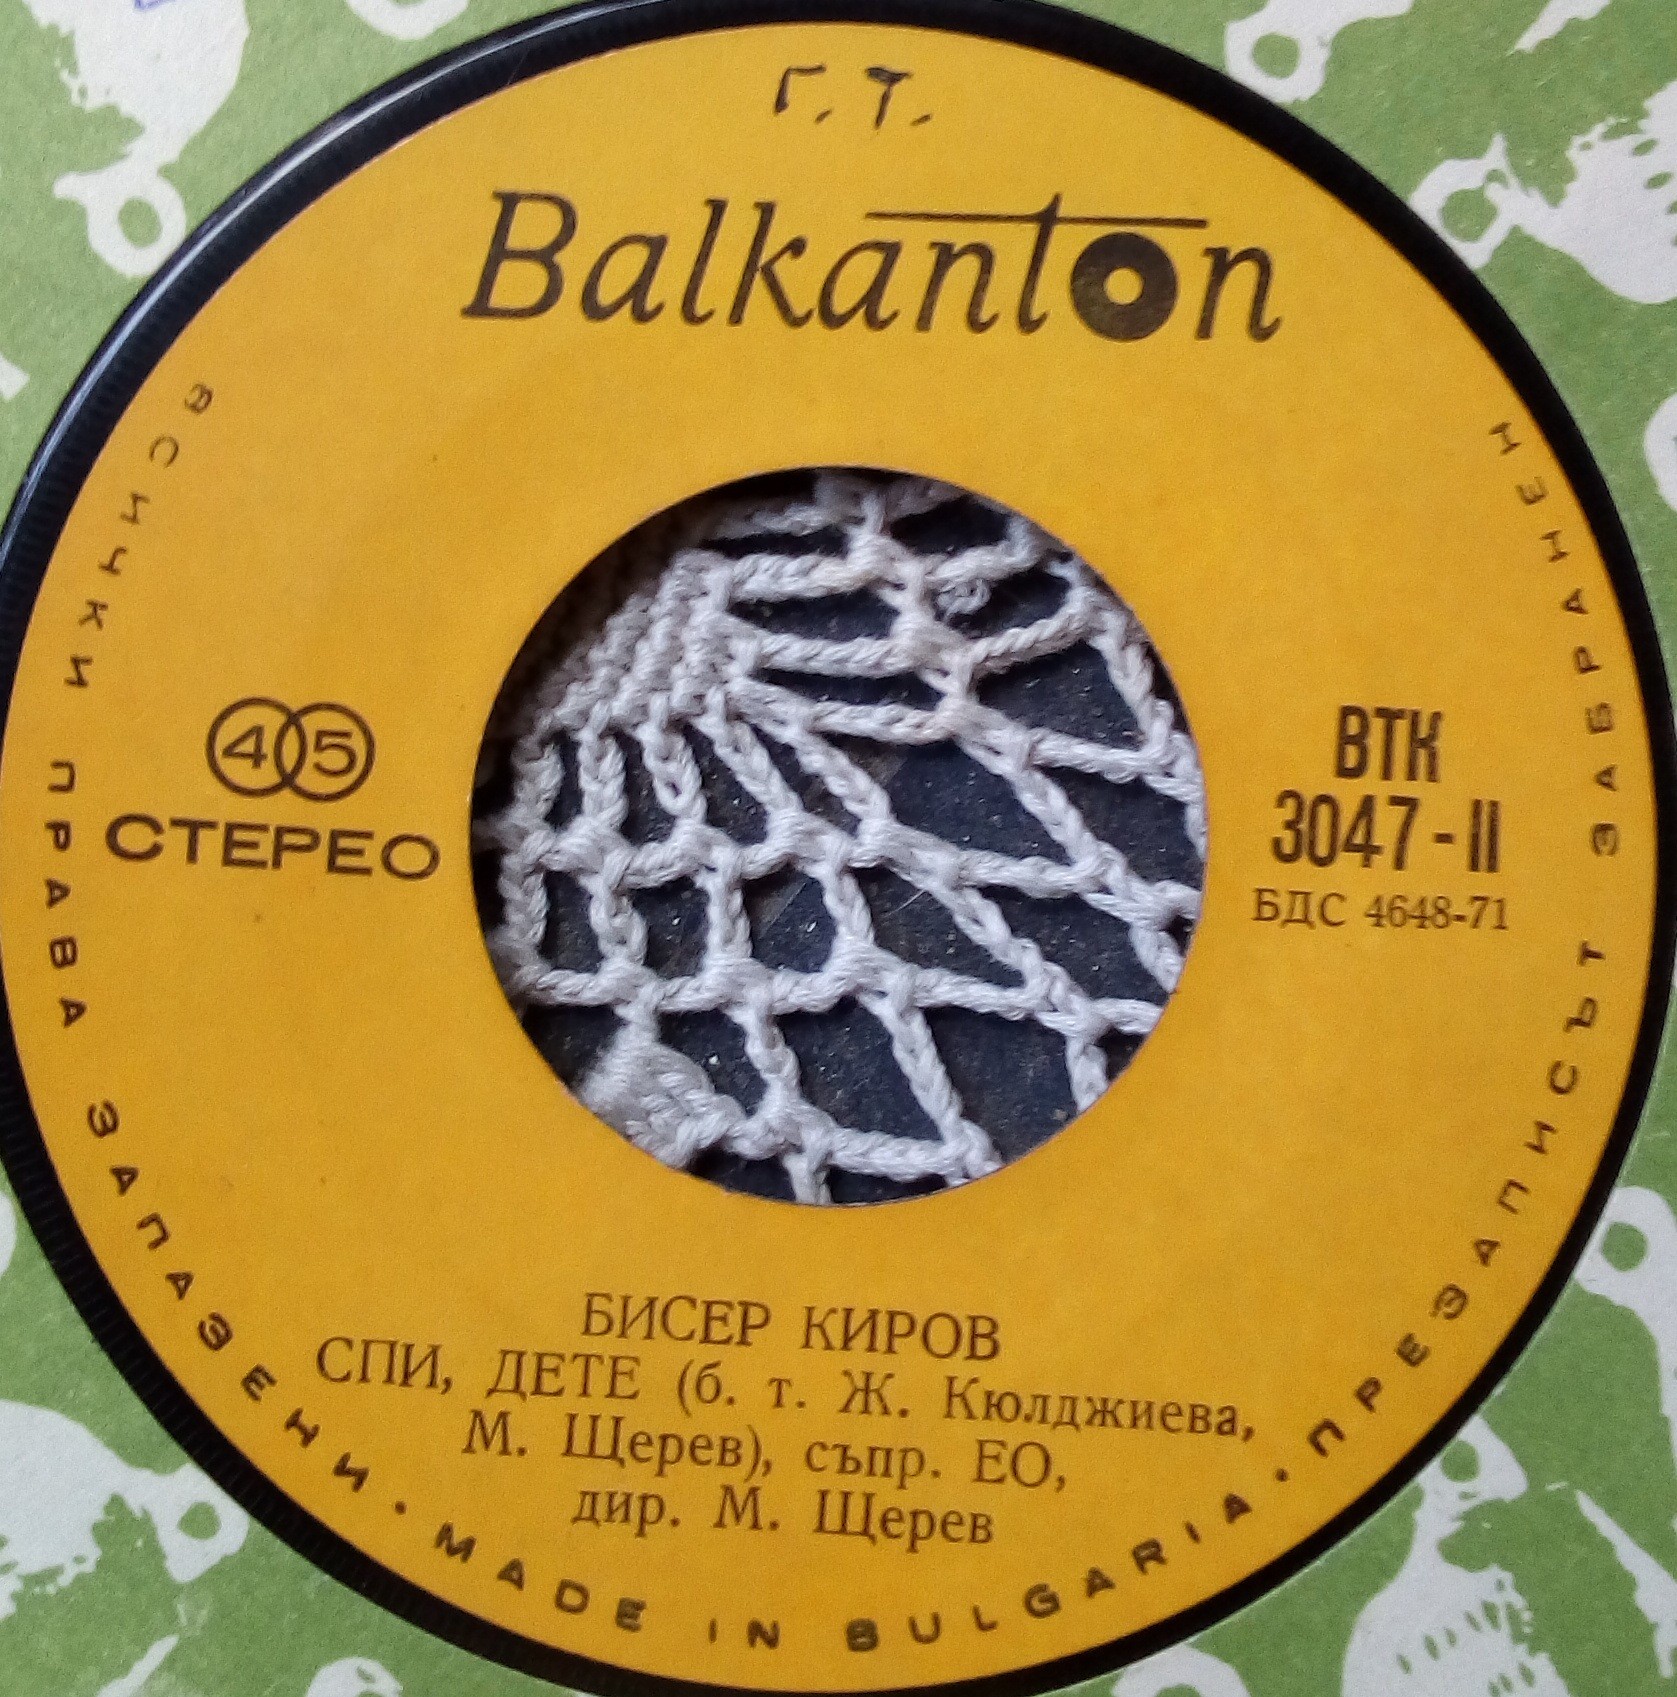 Г. Т.
Balkanton
45
СТЕРЕО
ВТК
3047-II
БДС 4648-71
БИСЕР КИРОВ
СПИ, ДЕТЕ (б. т. Ж. Кюлджиева,
М. Щерев), съпр. ЕО,
дир. М. Щерев
ВСИЧКИ ПРАВА ЗАПАЗЕНИ · MADE IN BULGARIA · ПРЕЗАПИСЪТ ЗАБРАНЕН